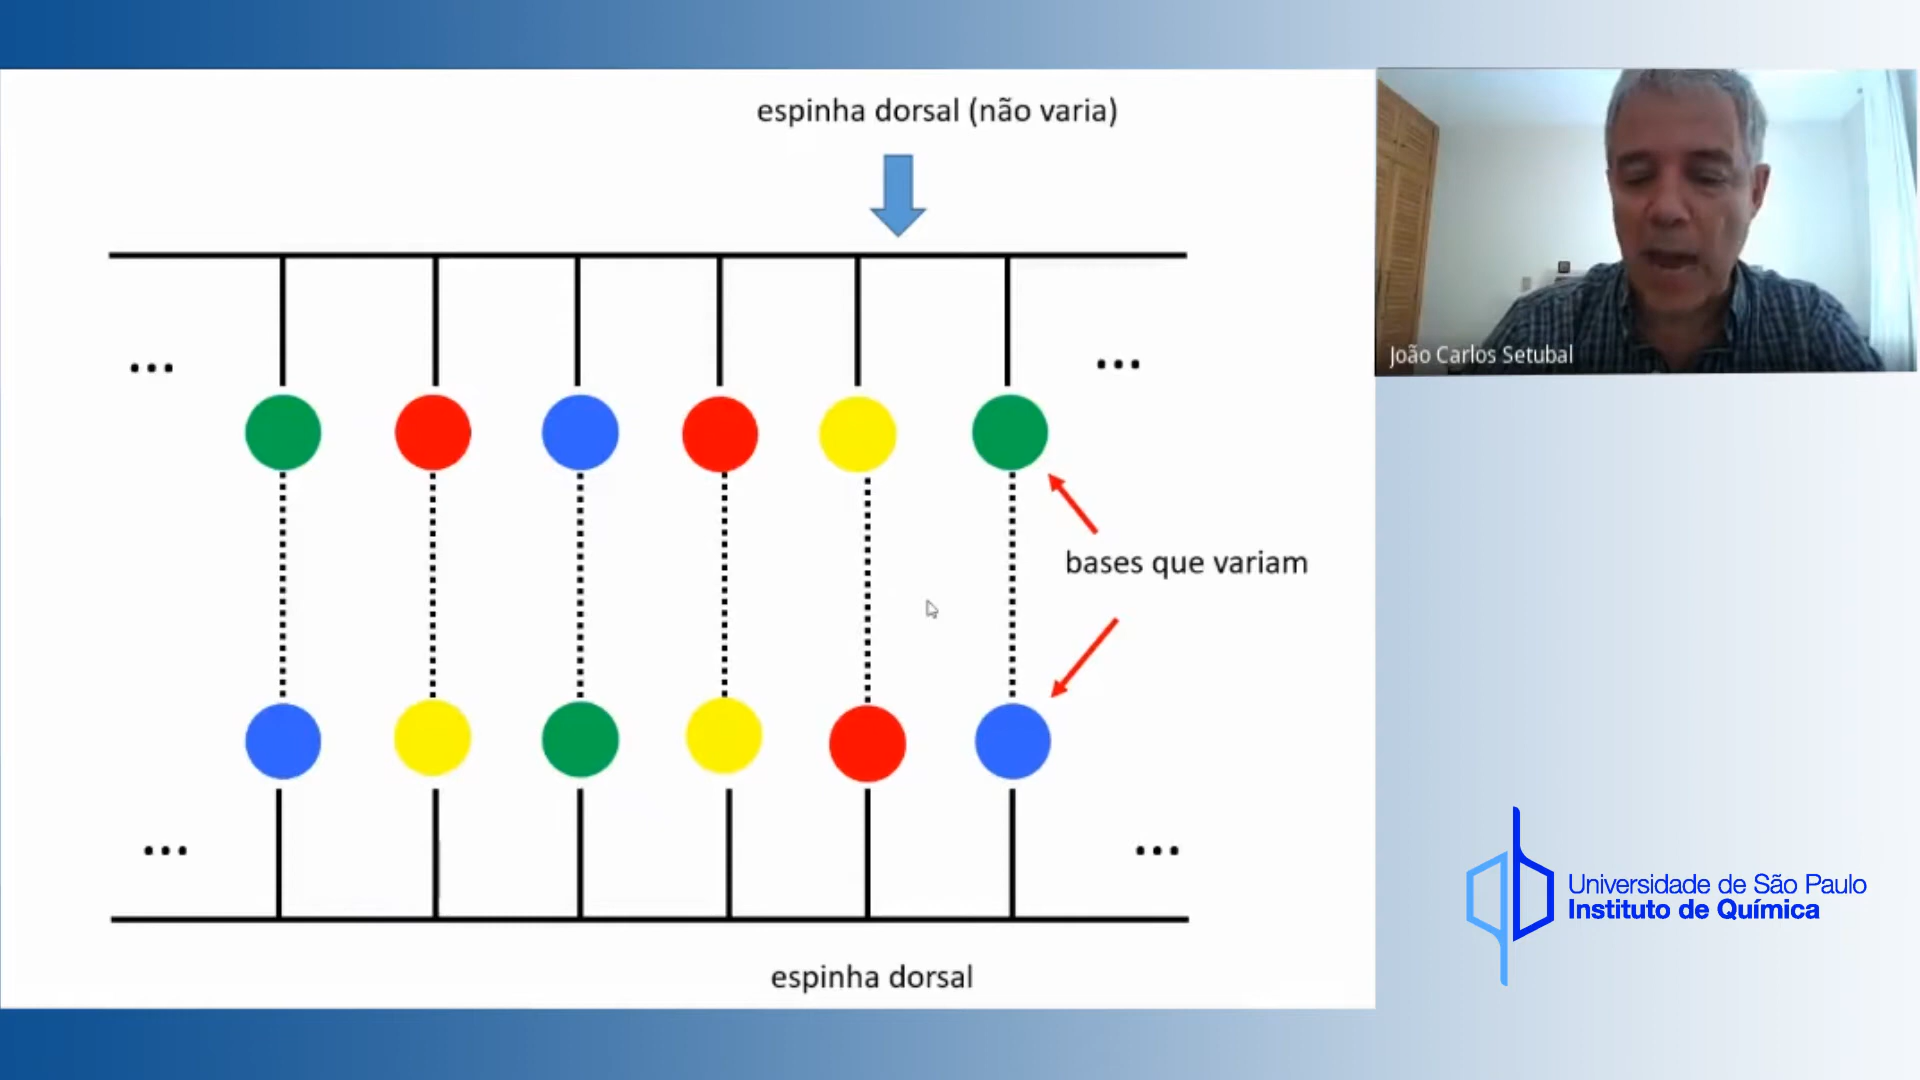 espinha dorsal (não varia)
João Carlos Setubal
...
...
bases que variam
...
...
Universidade de São Paulo
Instituto de Química
espinha dorsal